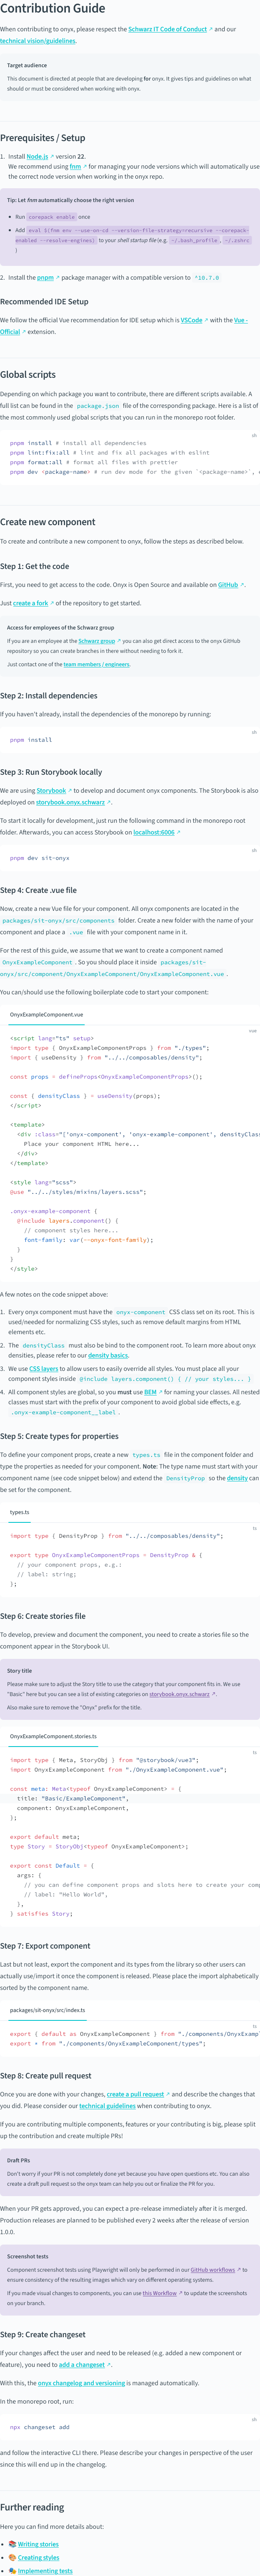 Contribution Guide
When contributing to onyx, please respect the Schwarz IT Code of Conduct ↗ and our
technical vision/guidelines.
Target audience
This document is directed at people that are developing for onyx. It gives tips and guidelines on what
should or must be considered when working with onyx.
Prerequisites / Setup
1. Install Node.js ↗ version 22.
We recommend using fnm ↗ for managing your node versions which will automatically use
the correct node version when working in the onyx repo.
Tip: Let fnm automatically choose the right version
• Run corepack enable once
• Add eval $(fnm env --use-on-cd --version-file-strategy=recursive --corepack-
enabled --resolve-engines) to your shell startup file (e.g. ~/.bash_profile, ~/.zshrc
)
2. Install the pnpm ↗ package manager with a compatible version to ^10.7.0
Recommended IDE Setup
We follow the official Vue recommendation for IDE setup which is VSCode ↗ with the Vue -
Official ↗ extension.
Global scripts
Depending on which package you want to contribute, there are different scripts available. A
full list can be found in the package.json file of the corresponding package. Here is a list of
the most commonly used global scripts that you can run in the monorepo root folder.
sh
pnpm install # install all dependencies
pnpm lint:fix:all # lint and fix all packages with eslint
pnpm format:all # format all files with prettier
pnpm dev <package-name> # run dev mode for the given `<package-name>`,
Create new component
To create and contribute a new component to onyx, follow the steps as described below.
Step 1: Get the code
First, you need to get access to the code. Onyx is Open Source and available on GitHub ↗.
Just create a fork ↗ of the repository to get started.
Access for employees of the Schwarz group
If you are an employee at the Schwarz group ↗ you can also get direct access to the onyx GitHub
repository so you can create branches in there without needing to fork it.
Just contact one of the team members / engineers.
Step 2: Install dependencies
If you haven't already, install the dependencies of the monorepo by running:
sh
pnpm install
Step 3: Run Storybook locally
We are using Storybook ↗ to develop and document onyx components. The Storybook is also
deployed on storybook.onyx.schwarz ↗.
To start it locally for development, just run the following command in the monorepo root
folder. Afterwards, you can access Storybook on localhost:6006 ↗
sh
pnpm dev sit-onyx
Step 4: Create .vue file
Now, create a new Vue file for your component. All onyx components are located in the
packages/sit-onyx/src/components folder. Create a new folder with the name of your
component and place a .vue file with your component name in it.
For the rest of this guide, we assume that we want to create a component named
OnyxExampleComponent. So you should place it inside packages/sit-
onyx/src/component/OnyxExampleComponent/OnyxExampleComponent.vue.
You can/should use the following boilerplate code to start your component:
OnyxExampleComponent.vue
vue
<script lang="ts" setup>
import type { OnyxExampleComponentProps } from "./types";
import { useDensity } from "../../composables/density";
const props = defineProps<OnyxExampleComponentProps>();
const { densityClass } = useDensity(props);
</script>
<template>
<div :class="['onyx-component', 'onyx-example-component', densityClass
Place your component HTML here...
</div>
</template>
<style lang="scss">
@use "../../styles/mixins/layers.scss";
.onyx-example-component {
@include layers.component() {
// component styles here...
font-family: var(--onyx-font-family);
}
}
</style>
A few notes on the code snippet above:
1. Every onyx component must have the onyx-component CSS class set on its root. This is
used/needed for normalizing CSS styles, such as remove default margins from HTML
elements etc.
2. The densityClass must also be bind to the component root. To learn more about onyx
densities, please refer to our density basics.
3. We use CSS layers to allow users to easily override all styles. You must place all your
component styles inside @include layers.component() { // your styles... }
4. All component styles are global, so you must use BEM ↗ for naming your classes. All nested
classes must start with the prefix of your component to avoid global side effects, e.g.
.onyx-example-component__label.
Step 5: Create types for properties
To define your component props, create a new types.ts file in the component folder and
type the properties as needed for your component. Note: The type name must start with your
component name (see code snippet below) and extend the DensityProp so the density can
be set for the component.
types.ts
ts
import type { DensityProp } from "../../composables/density";
export type OnyxExampleComponentProps = DensityProp & {
// your component props, e.g.:
// label: string;
};
Step 6: Create stories file
To develop, preview and document the component, you need to create a stories file so the
component appear in the Storybook UI.
Story title
Please make sure to adjust the Story title to use the category that your component fits in. We use
"Basic" here but you can see a list of existing categories on storybook.onyx.schwarz ↗.
Also make sure to remove the "Onyx" prefix for the title.
OnyxExampleComponent.stories.ts
ts
import type { Meta, StoryObj } from "@storybook/vue3";
import OnyxExampleComponent from "./OnyxExampleComponent.vue";
const meta: Meta<typeof OnyxExampleComponent> = {
title: "Basic/ExampleComponent",
component: OnyxExampleComponent,
};
export default meta;
type Story = StoryObj<typeof OnyxExampleComponent>;
export const Default = {
args: {
// you can define component props and slots here to create your com
// label: "Hello World",
},
} satisfies Story;
Step 7: Export component
Last but not least, export the component and its types from the library so other users can
actually use/import it once the component is released. Please place the import alphabetically
sorted by the component name.
packages/sit-onyx/src/index.ts
ts
export { default as OnyxExampleComponent } from "./components/OnyxExampl
export * from "./components/OnyxExampleComponent/types";
Step 8: Create pull request
Once you are done with your changes, create a pull request ↗ and describe the changes that
you did. Please consider our technical guidelines when contributing to onyx.
If you are contributing multiple components, features or your contributing is big, please split
up the contribution and create multiple PRs!
Draft PRs
Don't worry if your PR is not completely done yet because you have open questions etc. You can also
create a draft pull request so the onyx team can help you out or finalize the PR for you.
When your PR gets approved, you can expect a pre-release immediately after it is merged.
Production releases are planned to be published every 2 weeks after the release of version
1.0.0.
Screenshot tests
Component screenshot tests using Playwright will only be performed in our GitHub workflows ↗ to
ensure consistency of the resulting images which vary on different operating systems.
If you made visual changes to components, you can use this Workflow ↗ to update the screenshots
on your branch.
Step 9: Create changeset
If your changes affect the user and need to be released (e.g. added a new component or
feature), you need to add a changeset ↗.
With this, the onyx changelog and versioning is managed automatically.
In the monorepo root, run:
sh
npx changeset add
and follow the interactive CLI there. Please describe your changes in perspective of the user
since this will end up in the changelog.
Further reading
Here you can find more details about:
• 📚 Writing stories
• 🎨 Creating styles
• 🎭 Implementing tests